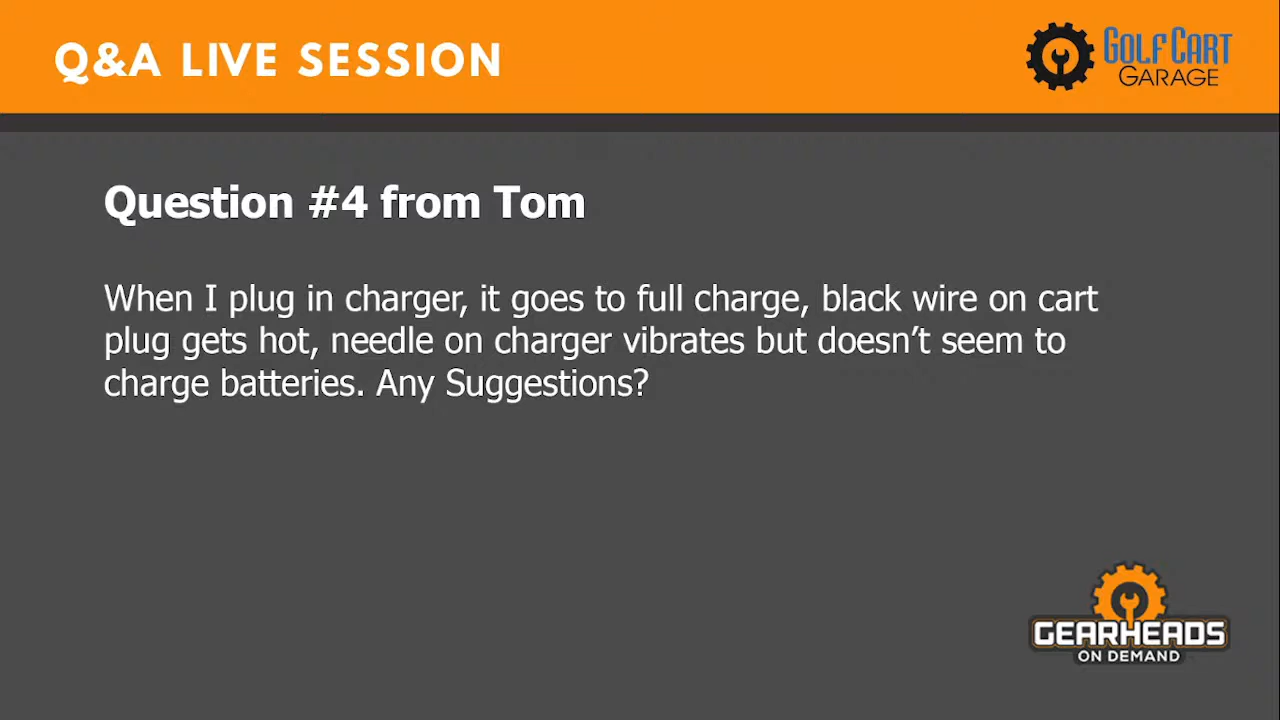 Q&A LIVE SESSION
GOLF CART
GARAGE
Question #4 from Tom
When I plug in charger, it goes to full charge, black wire on cart
plug gets hot, needle on charger vibrates but doesn’t seem to
charge batteries. Any Suggestions?
GEARHEADS
ON DEMAND